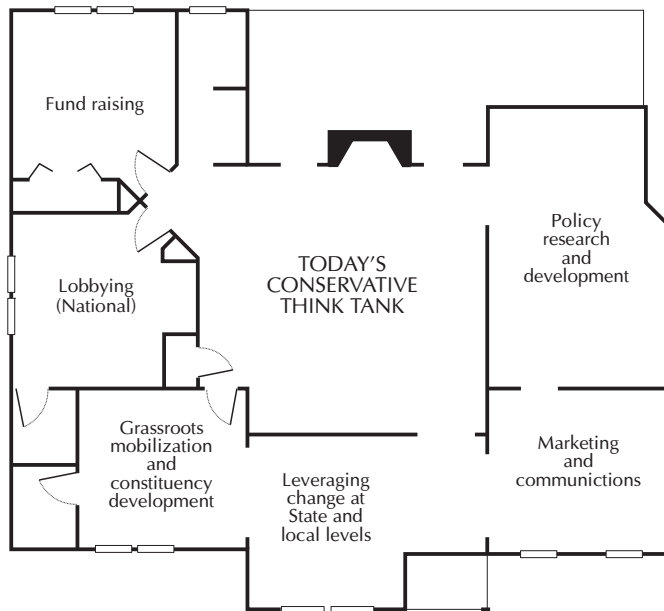 Fund raising
Policy
research
and
development
TODAY'S
CONSERVATIVE
THINK TANK
Lobbying
(National)
Grassroots
mobilization
and
constituency
development
Leveraging
change at
State and
local levels
Marketing
and
communictions